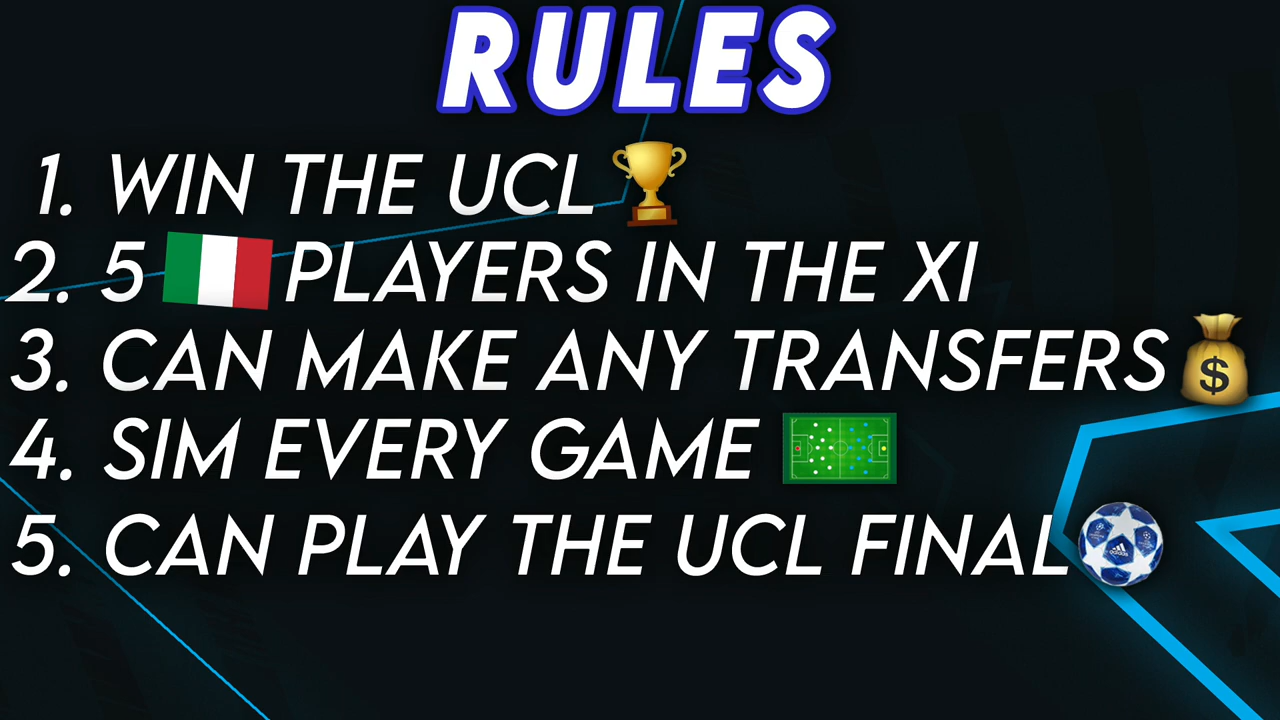 RULES
1. WIN THE UCL🏆
2. 5 🇮🇹 PLAYERS IN THE XI
3. CAN MAKE ANY TRANSFERS💰
$
4. SIM EVERY GAME
5. CAN PLAY THE UCL FINAL
adidas